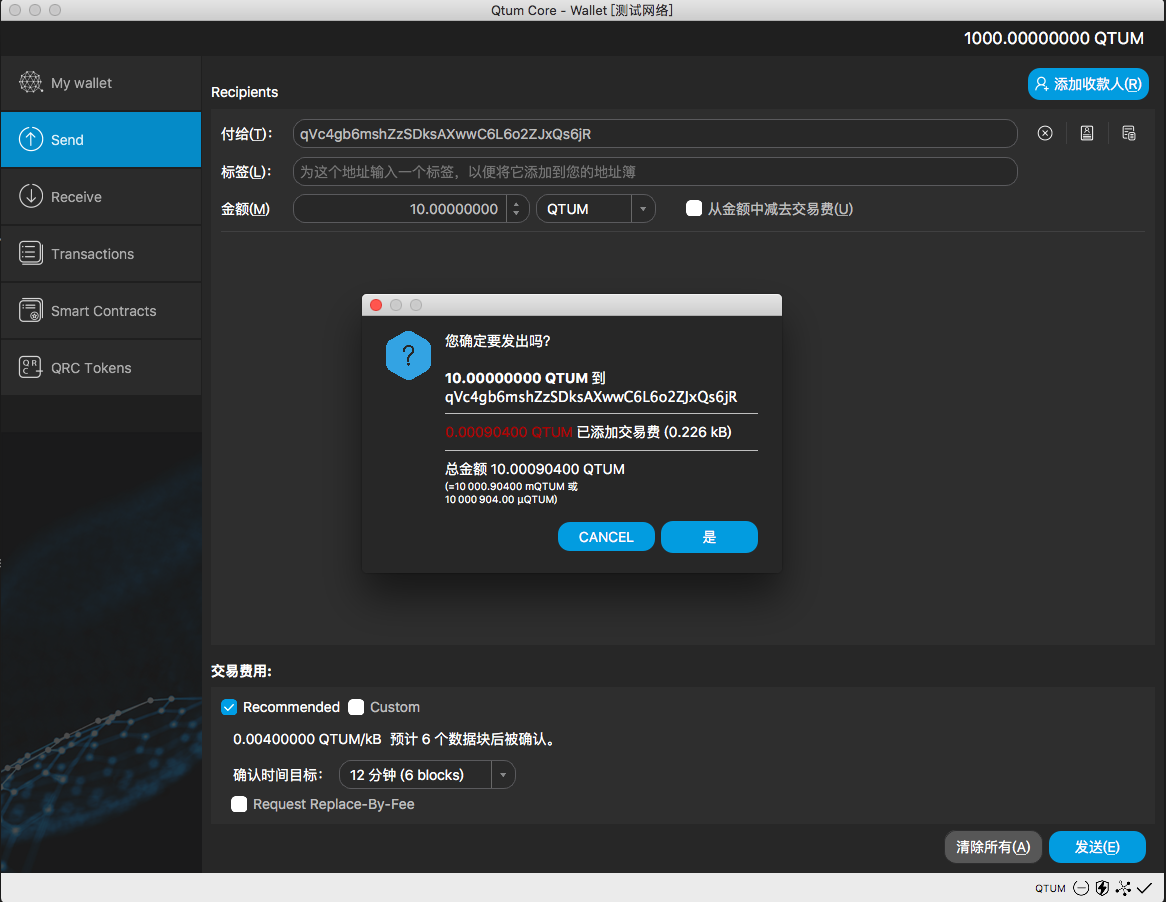 Qtum Core - Wallet [测试网络]
1000.00000000 QTUM
My wallet
Send
Receive
Transactions
Smart Contracts
QRC Tokens
Recipients
添加收款人(R)
付给(T):
qVc4gb6mshZzSDksAXwwC6L6o2ZJxQs6jR
标签(L):
为这个地址输入一个标签，以便将它添加到您的地址簿
金额(M)
10.00000000
QTUM
从金额中减去交易费(U)
?
您确定要发出吗?
10.00000000 QTUM 到
qVc4gb6mshZzSDksAXwwC6L6o2ZJxQs6jR
0.00090400 QTUM 已添加交易费 (0.226 kB)
总金额 10.00090400 QTUM
(=10 000.90400 mQTUM 或
10 000 904.00 µQTUM)
CANCEL
是
交易费用:
Recommended
Custom
0.00400000 QTUM/kB 预计 6 个数据块后被确认。
确认时间目标:
12 分钟 (6 blocks)
Request Replace-By-Fee
清除所有(A)
发送(E)
QTUM